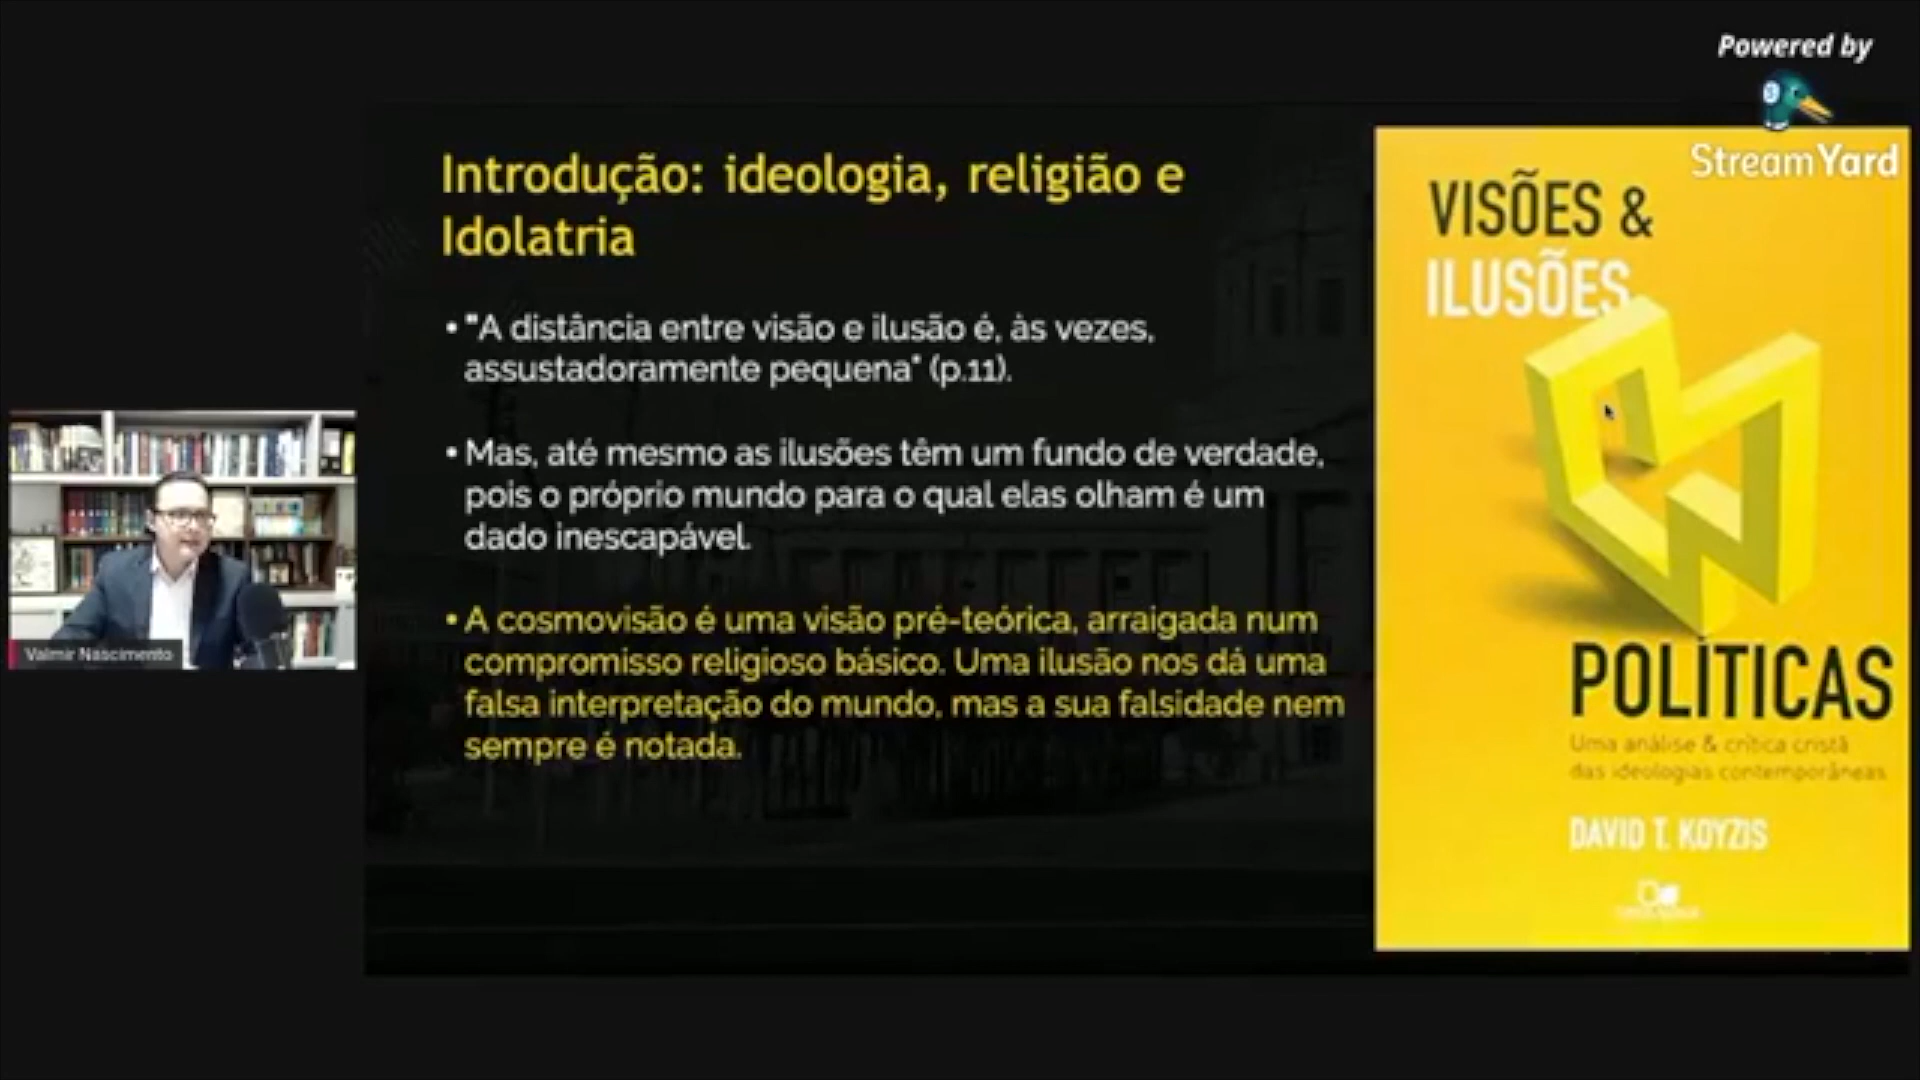 Powered by
StreamYard
Introdução: ideologia, religião e
Idolatria
• "A distância entre visão e ilusão é, às vezes,
assustadoramente pequena" (p.11).
• Mas, até mesmo as ilusões têm um fundo de verdade,
pois o próprio mundo para o qual elas olham é um
dado inescapável.
• A cosmovisão é uma visão pré-teórica, arraigada num
compromisso religioso básico. Uma ilusão nos dá uma
falsa interpretação do mundo, mas a sua falsidade nem
sempre é notada.
Valmir Nascimento
VISÕES &
ILUSÕES
POLÍTICAS
Uma análise & crítica cristã
das ideologias contemporâneas
DAVID T. KOYZIS